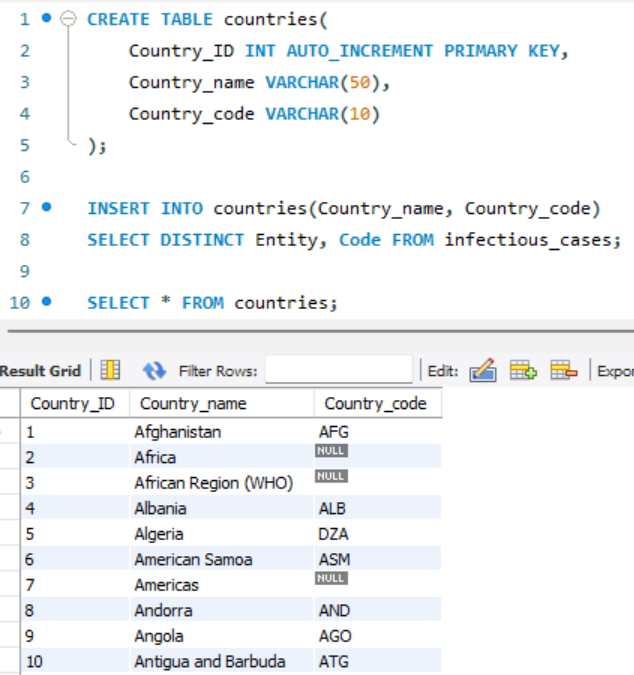 1 CREATE TABLE countries(
2 Country_ID INT AUTO_INCREMENT PRIMARY KEY,
3 Country_name VARCHAR(50),
4 Country_code VARCHAR(10)
5 );
6
7 INSERT INTO countries(Country_name, Country_code)
8 SELECT DISTINCT Entity, Code FROM infectious_cases;
9
10 SELECT * FROM countries;
Result Grid Filter Rows: Edit: Expor
Country_ID Country_name Country_code
1 Afghanistan AFG
2 Africa NULL
3 African Region (WHO) NULL
4 Albania ALB
5 Algeria DZA
6 American Samoa ASM
7 Americas NULL
8 Andorra AND
9 Angola AGO
10 Antigua and Barbuda ATG